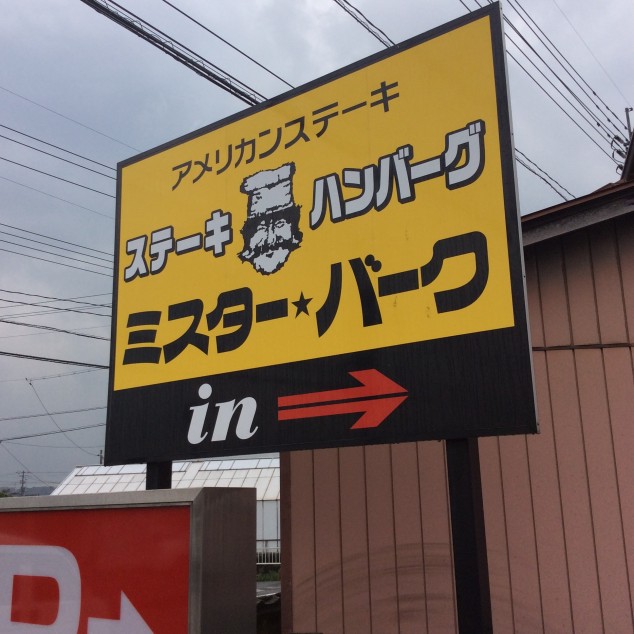 アメリカンステーキ
ステーキ ハンバーグ
ミスター★バーク
in
P